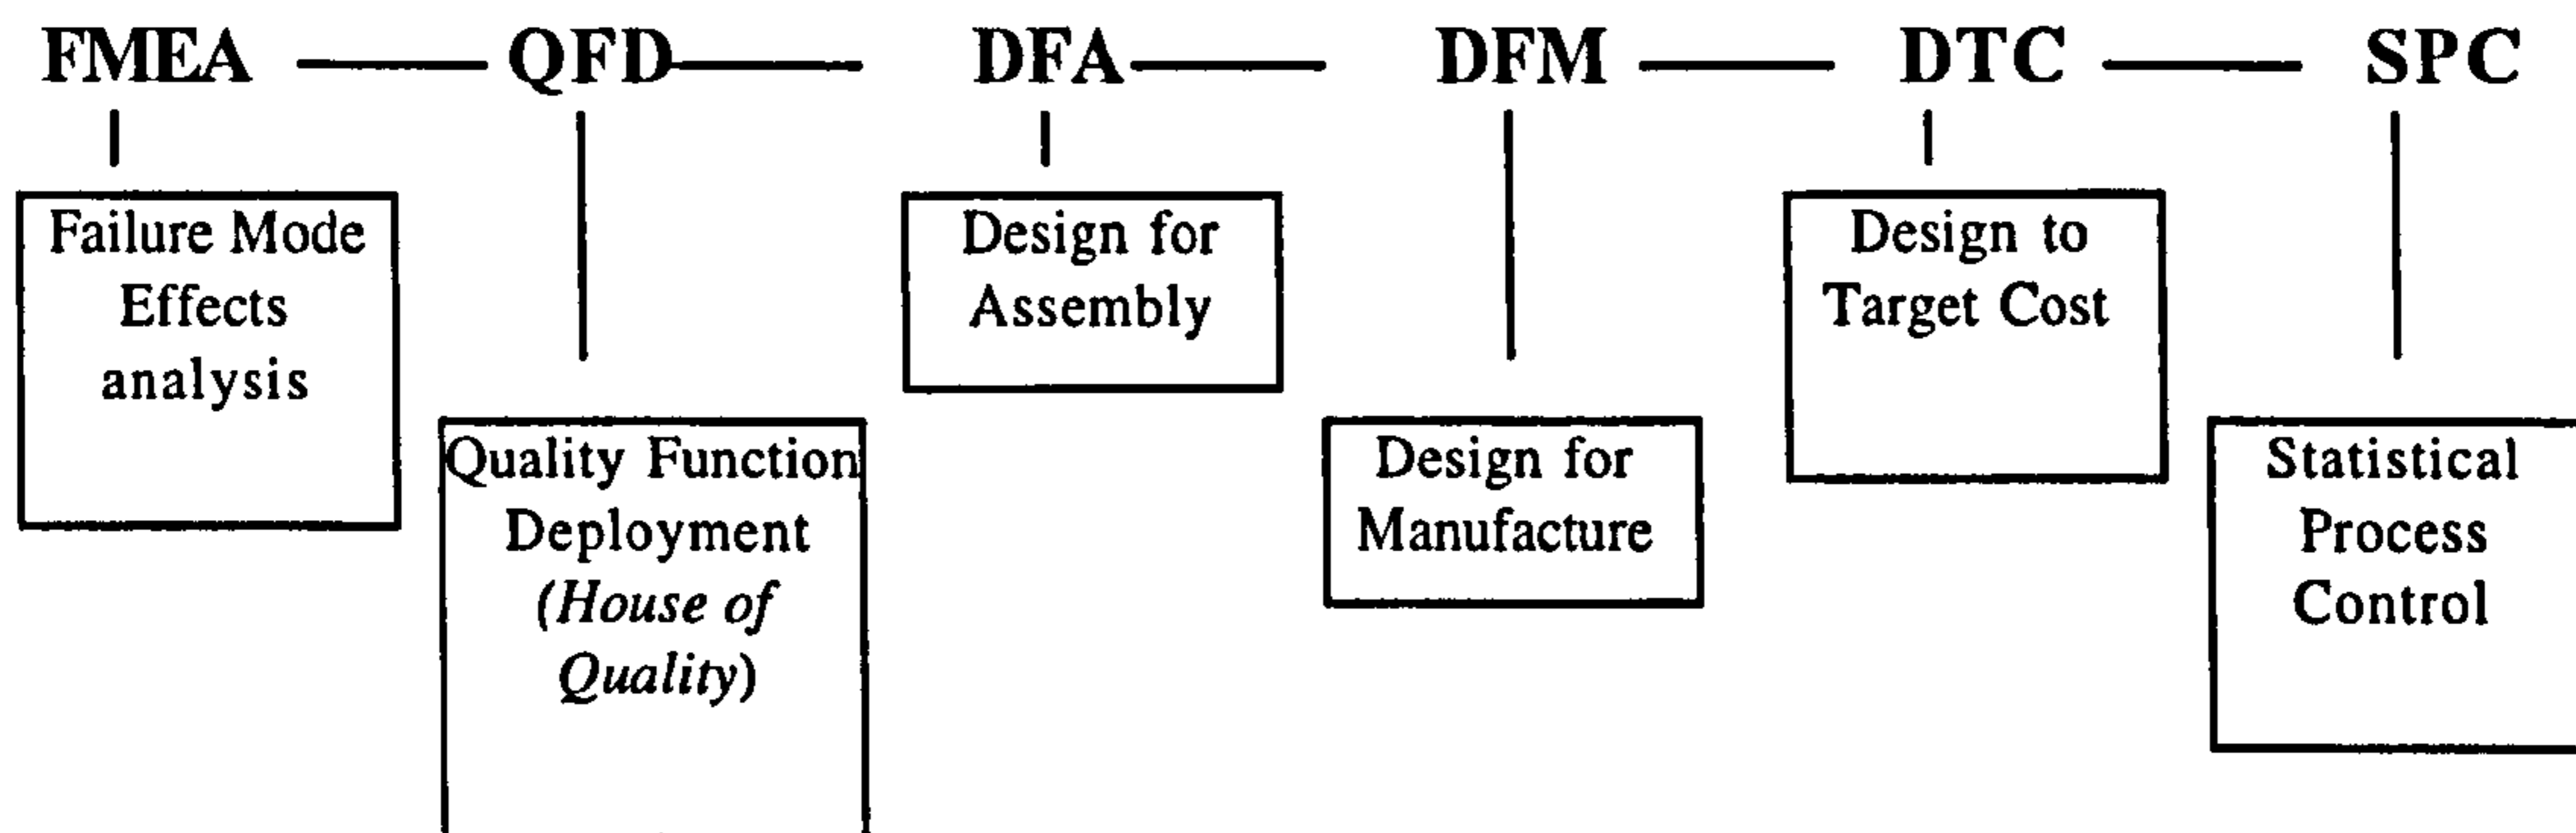 FMEA QFD DFA DFM DTC SPC
Failure Mode
Effects
analysis
Quality Function
Deployment
(House of
Quality)
Design for
Assembly
Design for
Manufacture
Design to
Target Cost
Statistical
Process
Control